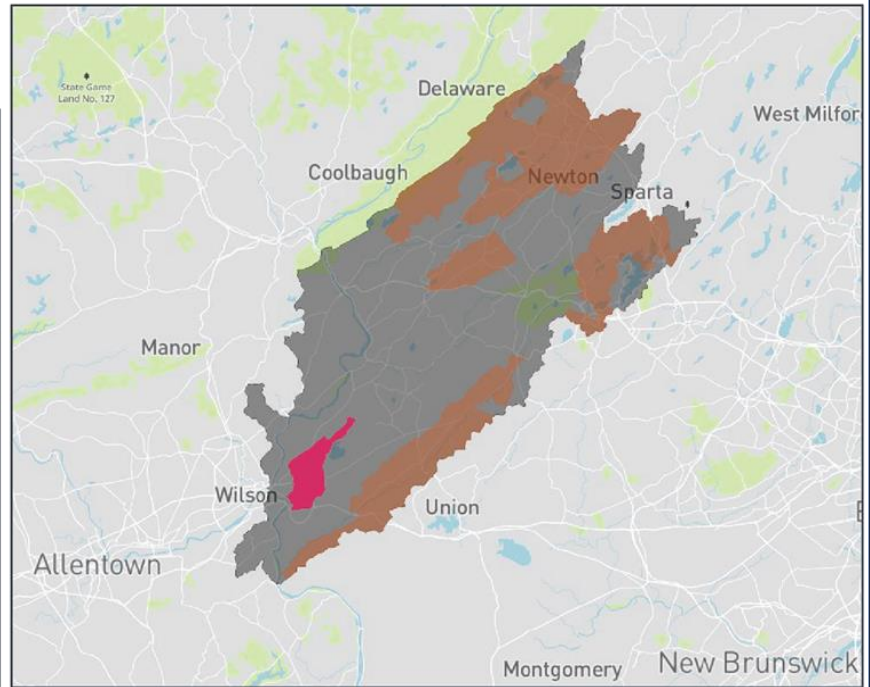 State Game
Land No. 127
Delaware
West Milfor
Coolbaugh
Newton
Sparta
Manor
Wilson
Union
E
Allentown
Montgomery
New Brunswick